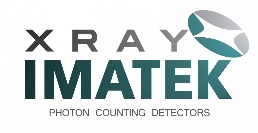 XRAY
IMATEK
PHOTON COUNTING DETECTORS